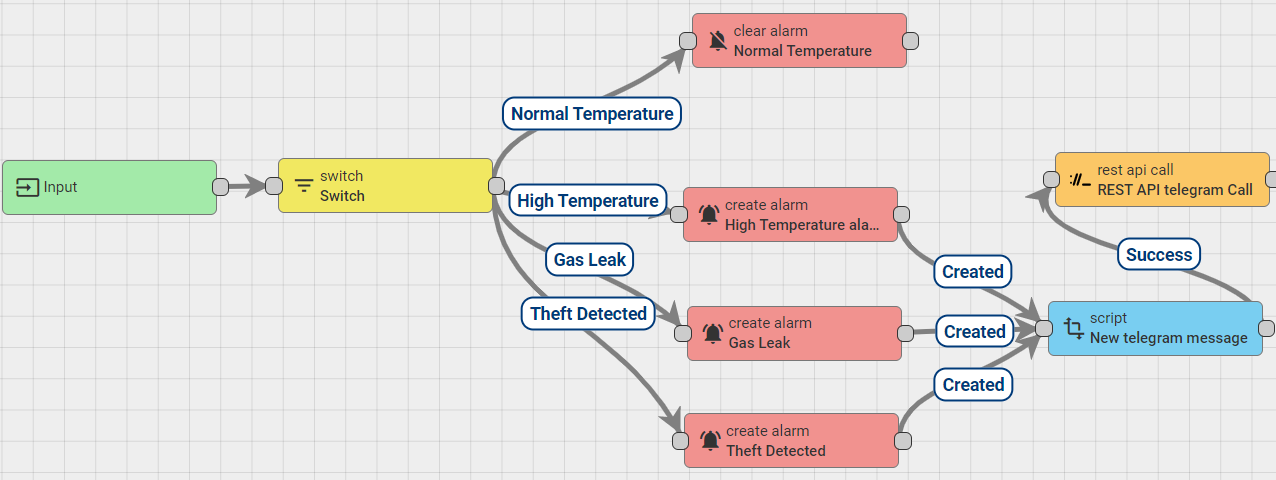 clear alarm
Normal Temperature
Normal Temperature
Input
switch
Switch
High Temperature
create alarm
High Temperature ala...
rest api call
REST API telegram Call
Gas Leak
Created
Success
Theft Detected
create alarm
Gas Leak
Created
script
New telegram message
Created
create alarm
Theft Detected